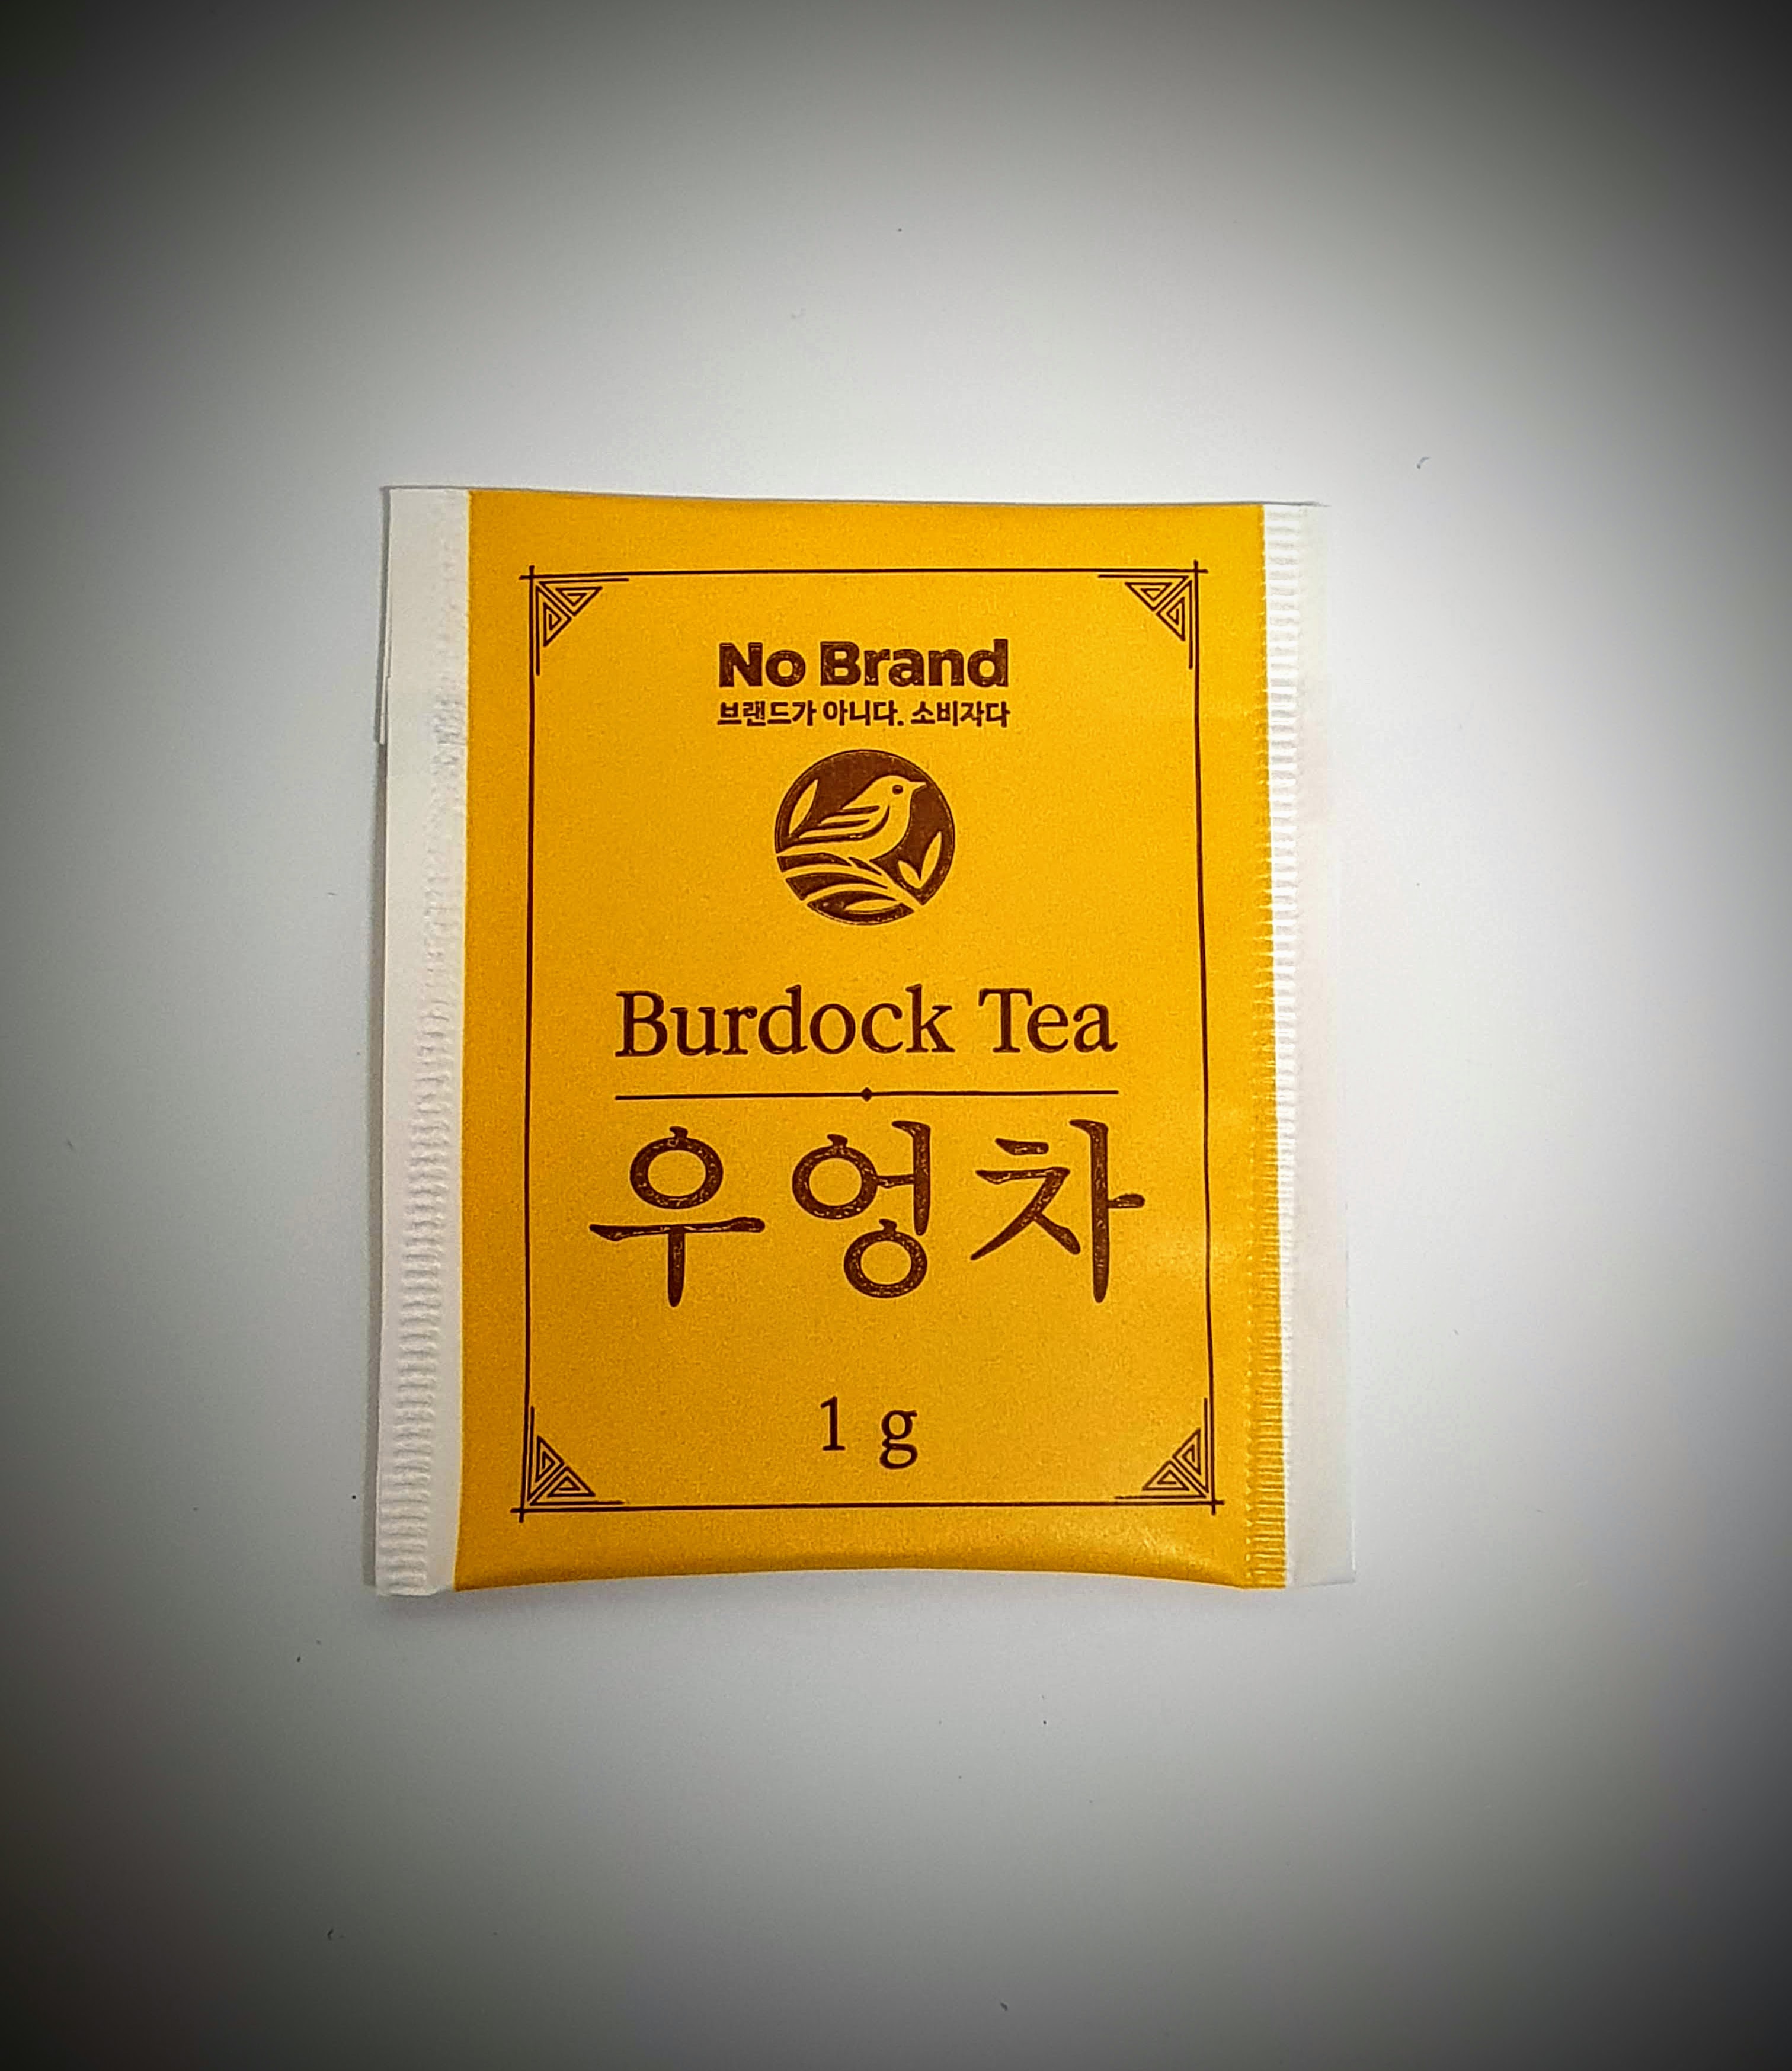 No Brand
브랜드가 아니다. 소비자다
Burdock Tea
우엉차
1 g